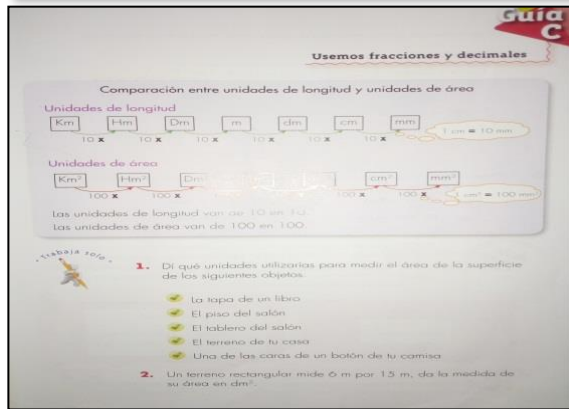 Guía
C
Usemos fracciones y decimales
Comparación entre unidades de longitud y unidades de área
Unidades de longitud
Km Hm Dm m dm cm mm
10 x 10 x 10 x 10 x 10 x 10 x
1 cm = 10 mm
Unidades de área
Km² Hm² cm² mm²
100 x 100 x 100 x 100 x
1 cm² = 100 mm
Las unidades de longitud van de 10 en 10.
Las unidades de área van de 100 en 100.
Trabaja solo
1. Di qué unidades utilizarías para medir el área de la superficie
de los siguientes objetos:
La tapa de un libro
El piso del salón
El tablero del salón
El terreno de tu casa
Una de las caras de un botón de tu camisa
2. Un terreno rectangular mide 6 m por 15 m, da la medida de
su área en dm².